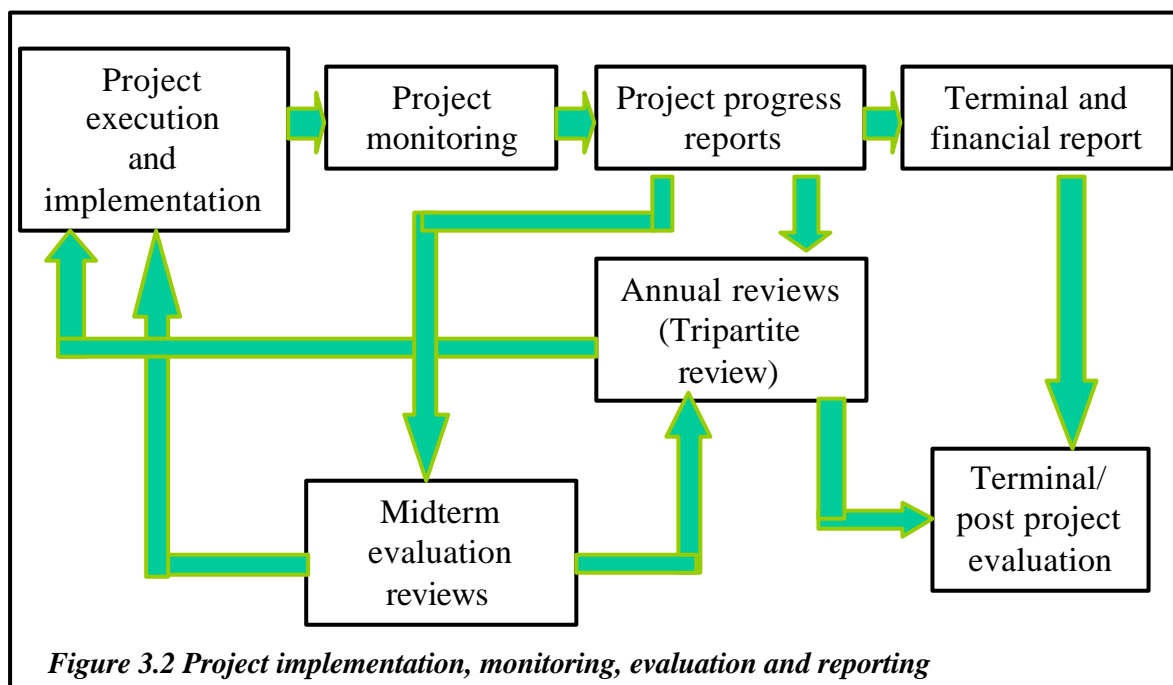 Project
execution
and
implementation
Project
monitoring
Project progress
reports
Terminal and
financial report
Annual reviews
(Tripartite
review)
Midterm
evaluation
reviews
Terminal/
post project
evaluation
Figure 3.2 Project implementation, monitoring, evaluation and reporting